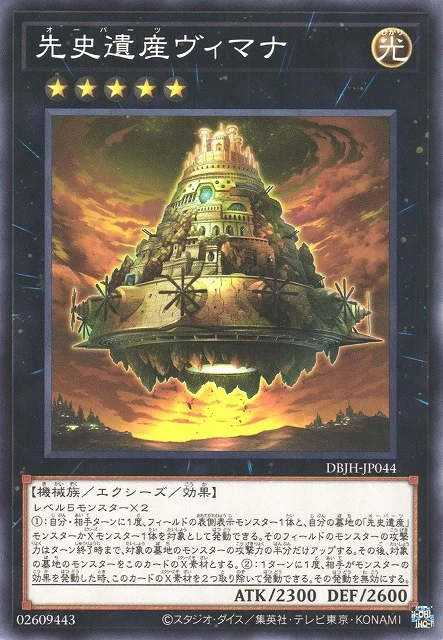 オーパーツ
先史遺産ヴィマナ
ひかり
光
DBJH-JP044
【機械族／エクシーズ／効果】
レベル５モンスター×２
①：自分・相手ターンに１度、フィールドの表側表示モンスター１体と、自分の墓地の「先史遺産」
モンスターかXモンスター１体を対象として発動できる。そのフィールドのモンスターの攻撃
力はターン終了時まで、対象の墓地のモンスターの攻撃力の半分だけアップする。その後、対象
の墓地のモンスターをこのカードのX素材とする。②：１ターンに１度、相手がモンスターの
効果を発動した時、このカードのX素材を２つ取り除いて発動できる。その発動を無効にする。
ATK/2300 DEF/2600
02609443
©スタジオ・ダイス／集英社・テレビ東京・KONAMI